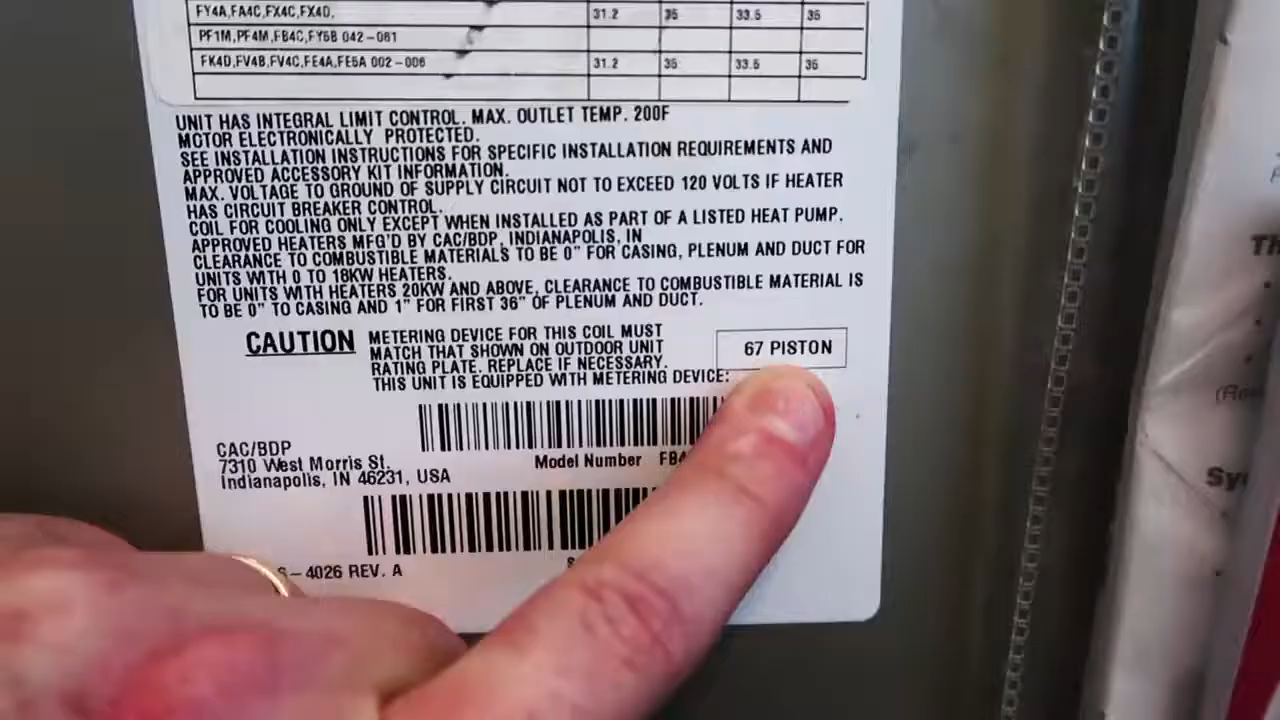 FY4A,FA4C,FX4C,FX4D, 31.2 35 33.5 35
PF1M,PF4M,FB4C,FY5B 042-061
FK4D,FV4B,FV4C,FE4A,FE5A 002-006 31.2 35 33.5 35
UNIT HAS INTEGRAL LIMIT CONTROL. MAX. OUTLET TEMP. 200F
MOTOR ELECTRONICALLY PROTECTED.
SEE INSTALLATION INSTRUCTIONS FOR SPECIFIC INSTALLATION REQUIREMENTS AND
APPROVED ACCESSORY KIT INFORMATION.
MAX. VOLTAGE TO GROUND OF SUPPLY CIRCUIT NOT TO EXCEED 120 VOLTS IF HEATER
HAS CIRCUIT BREAKER CONTROL.
COIL FOR COOLING ONLY EXCEPT WHEN INSTALLED AS PART OF A LISTED HEAT PUMP.
APPROVED HEATERS MFG'D BY CAC/BDP, INDIANAPOLIS, IN
CLEARANCE TO COMBUSTIBLE MATERIALS TO BE 0" FOR CASING, PLENUM AND DUCT FOR
UNITS WITH 0 TO 18KW HEATERS.
FOR UNITS WITH HEATERS 20KW AND ABOVE, CLEARANCE TO COMBUSTIBLE MATERIAL IS
TO BE 0" TO CASING AND 1" FOR FIRST 36" OF PLENUM AND DUCT.
CAUTION
METERING DEVICE FOR THIS COIL MUST
MATCH THAT SHOWN ON OUTDOOR UNIT
RATING PLATE. REPLACE IF NECESSARY.
THIS UNIT IS EQUIPPED WITH METERING DEVICE:
67 PISTON
CAC/BDP
7310 West Morris St.
Indianapolis, IN 46231, USA
Model Number FB4
-4026 REV. A